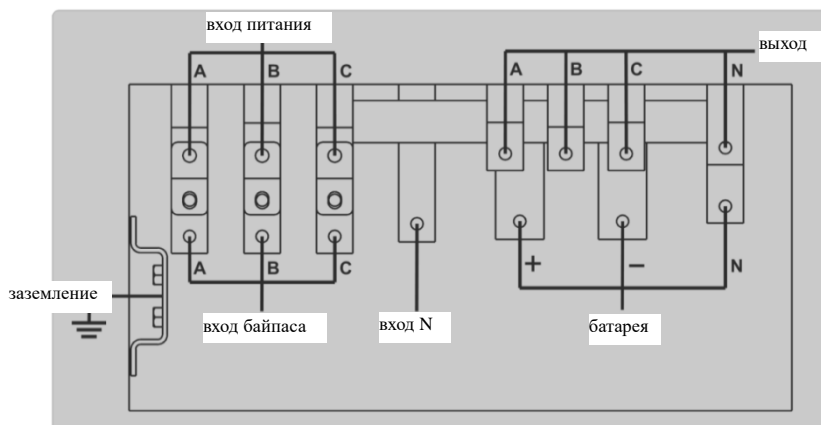 вход питания
выход
A B C
A B C N
+ − N
A B C
заземление
вход байпаса
вход N
батарея